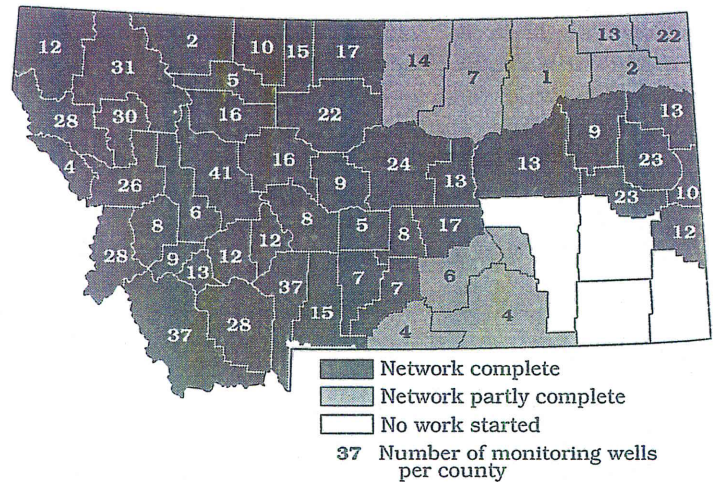 12 2 10 15 17 13 22
31 14 7 1 2
5
28 30 16 22 13
9
4 16 24 13 23
26 41 9 13 23 10
8 6 8 5 8 17 12
28 12 12
9 13 37 7 7 6
37 28 15 4 4
Network complete
Network partly complete
No work started
37 Number of monitoring wells
per county